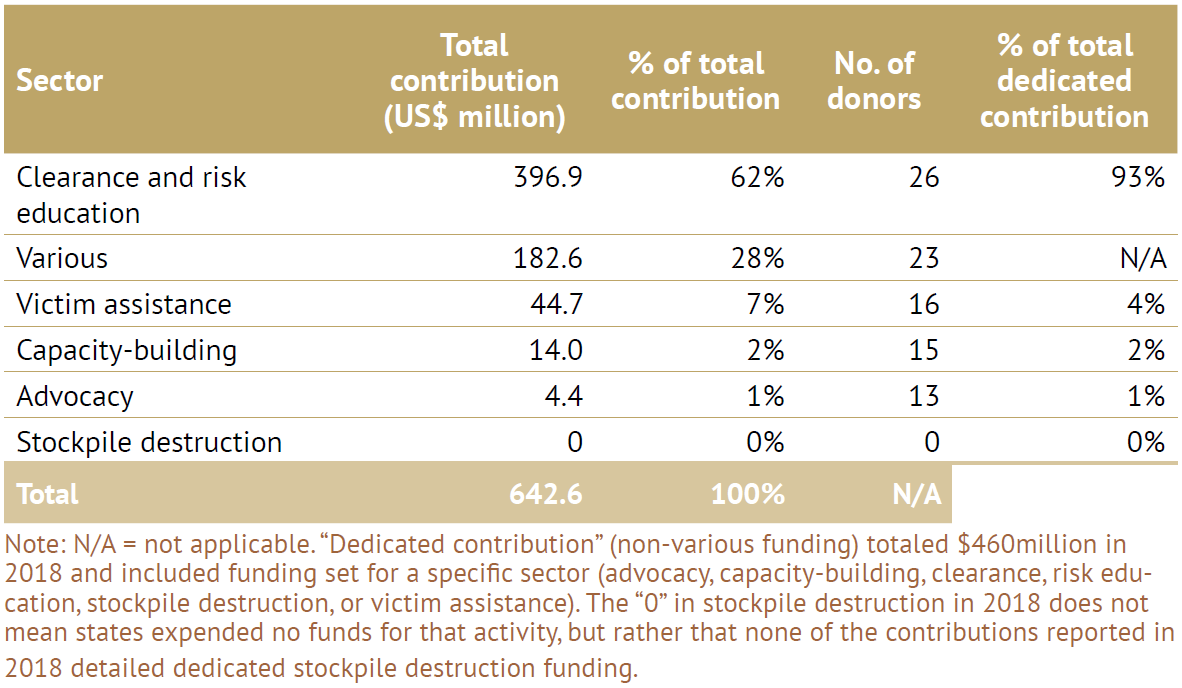 Sector Total contribution (US$ million) % of total contribution No. of donors % of total dedicated contribution
Clearance and risk education 396.9 62% 26 93%
Various 182.6 28% 23 N/A
Victim assistance 44.7 7% 16 4%
Capacity-building 14.0 2% 15 2%
Advocacy 4.4 1% 13 1%
Stockpile destruction 0 0% 0 0%
Total 642.6 100% N/A
Note: N/A = not applicable. “Dedicated contribution” (non-various funding) totaled $460million in
2018 and included funding set for a specific sector (advocacy, capacity-building, clearance, risk edu-
cation, stockpile destruction, or victim assistance). The “0” in stockpile destruction in 2018 does not
mean states expended no funds for that activity, but rather that none of the contributions reported in
2018 detailed dedicated stockpile destruction funding.